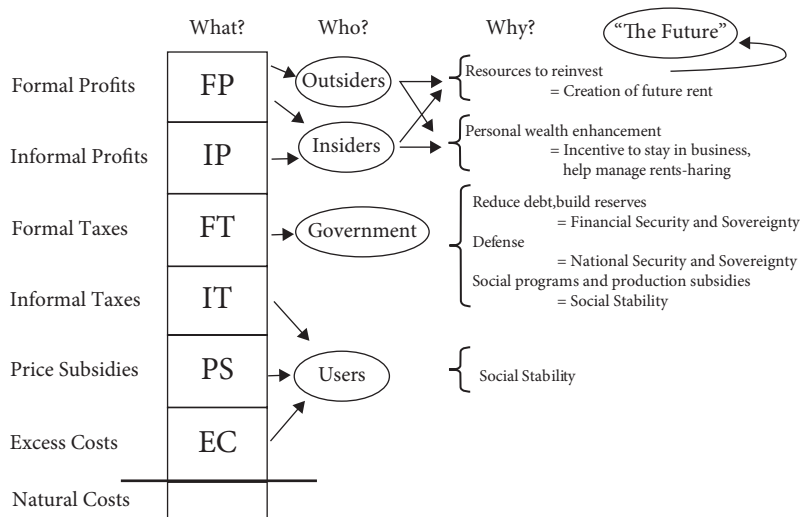 What?
Who?
Why?
“The Future”
Formal Profits
FP
Outsiders
Resources to reinvest
= Creation of future rent
Informal Profits
IP
Insiders
Personal wealth enhancement
= Incentive to stay in business,
help manage rents-haring
Formal Taxes
FT
Government
Reduce debt,build reserves
= Financial Security and Sovereignty
Defense
= National Security and Sovereignty
Social programs and production subsidies
= Social Stability
Informal Taxes
IT
Price Subsidies
PS
Users
Social Stability
Excess Costs
EC
Natural Costs